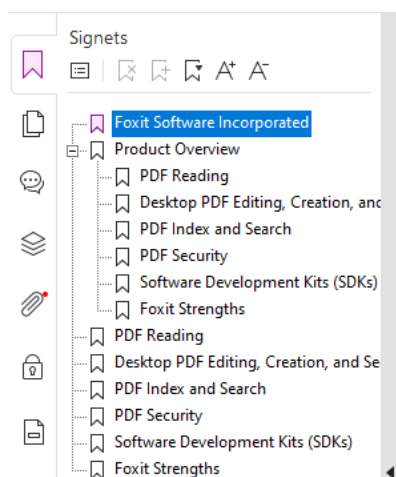 Signets
A+ A-
Foxit Software Incorporated
Product Overview
PDF Reading
Desktop PDF Editing, Creation, and
PDF Index and Search
PDF Security
Software Development Kits (SDKs)
Foxit Strengths
PDF Reading
Desktop PDF Editing, Creation, and Se
PDF Index and Search
PDF Security
Software Development Kits (SDKs)
Foxit Strengths